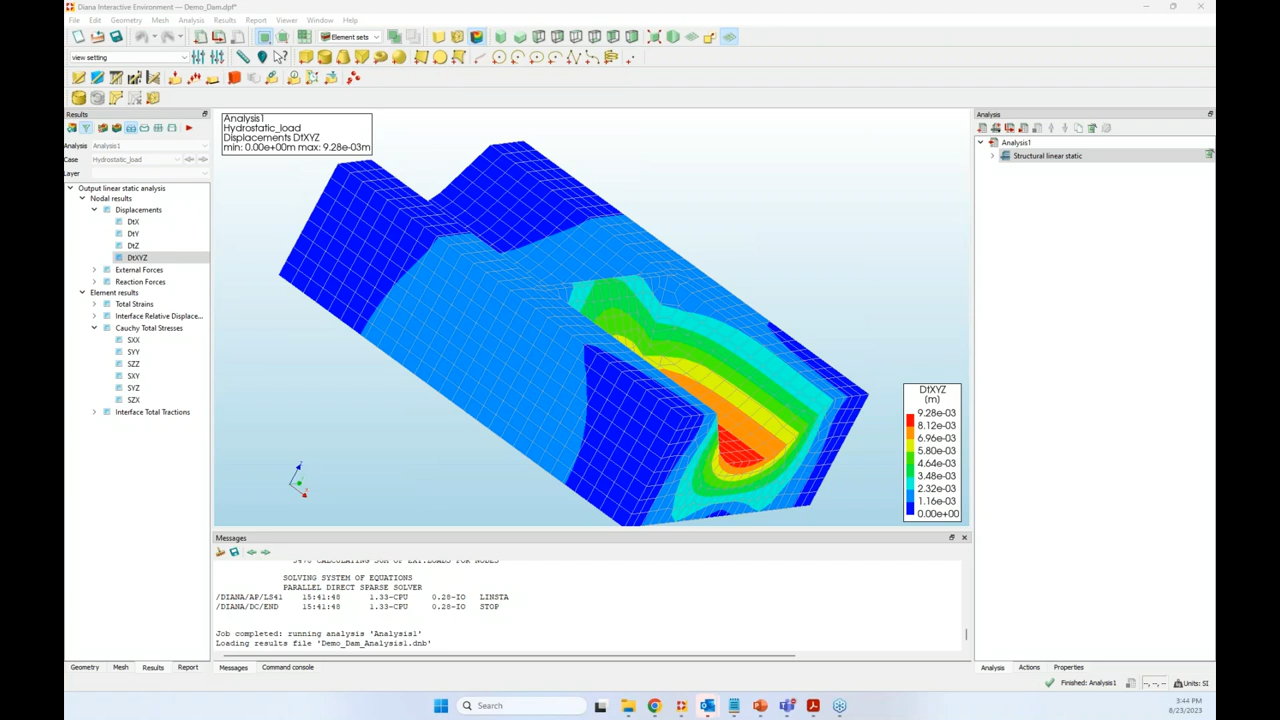 Diana Interactive Environment — Demo_Dam.dpf*
File Edit Geometry Mesh Analysis Results Report Viewer Window Help
Element sets
view setting
Results
Analysis Analysis1
Case Hydrostatic_load
Layer
Output linear static analysis
Nodal results
Displacements
DtX
DtY
DtZ
DtXYZ
External Forces
Reaction Forces
Element results
Total Strains
Interface Relative Displace...
Cauchy Total Stresses
SXX
SYY
SZZ
SXY
SYZ
SZX
Interface Total Tractions
Geometry Mesh Results Report
Analysis1
Hydrostatic_load
Displacements DtXYZ
min: 0.00e+00m max: 9.28e-03m
DtXYZ
(m)
9.28e-03
8.12e-03
6.96e-03
5.80e-03
4.64e-03
3.48e-03
2.32e-03
1.16e-03
0.00e+00
Messages
SOLVING SYSTEM OF EQUATIONS
PARALLEL DIRECT SPARSE SOLVER
/DIANA/AP/LS41 15:41:48 1.33-CPU 0.28-IO LINSTA
/DIANA/DC/END 15:41:48 1.33-CPU 0.28-IO STOP
Job completed: running analysis 'Analysis1'
Loading results file 'Demo_Dam_Analysis1.dnb'
Messages Command console
Analysis
Analysis1
Structural linear static
Analysis Actions Properties
Finished: Analysis1 --, --, -- Units: SI
Search
3:44 PM
8/23/2023